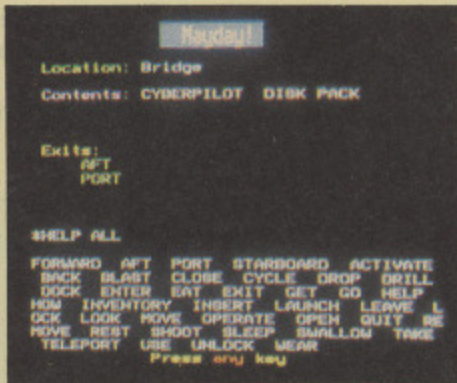 Mayday!
Location: Bridge
Contents: CYBERPILOT DISK PACK
Exits:
AFT
PORT
*HELP ALL
FORWARD AFT PORT STARBOARD ACTIVATE
BACK BLAST CLOSE CYCLE DROP DRILL
DOCK ENTER EAT EXIT GET GO HELP
HOW INVENTORY INSERT LAUNCH LEAVE L
OCK LOOK MOVE OPERATE OPEN QUIT RE
MOVE REST SHOOT SLEEP SWALLOW TAKE
TELEPORT USE UNLOCK WEAR
Press any key